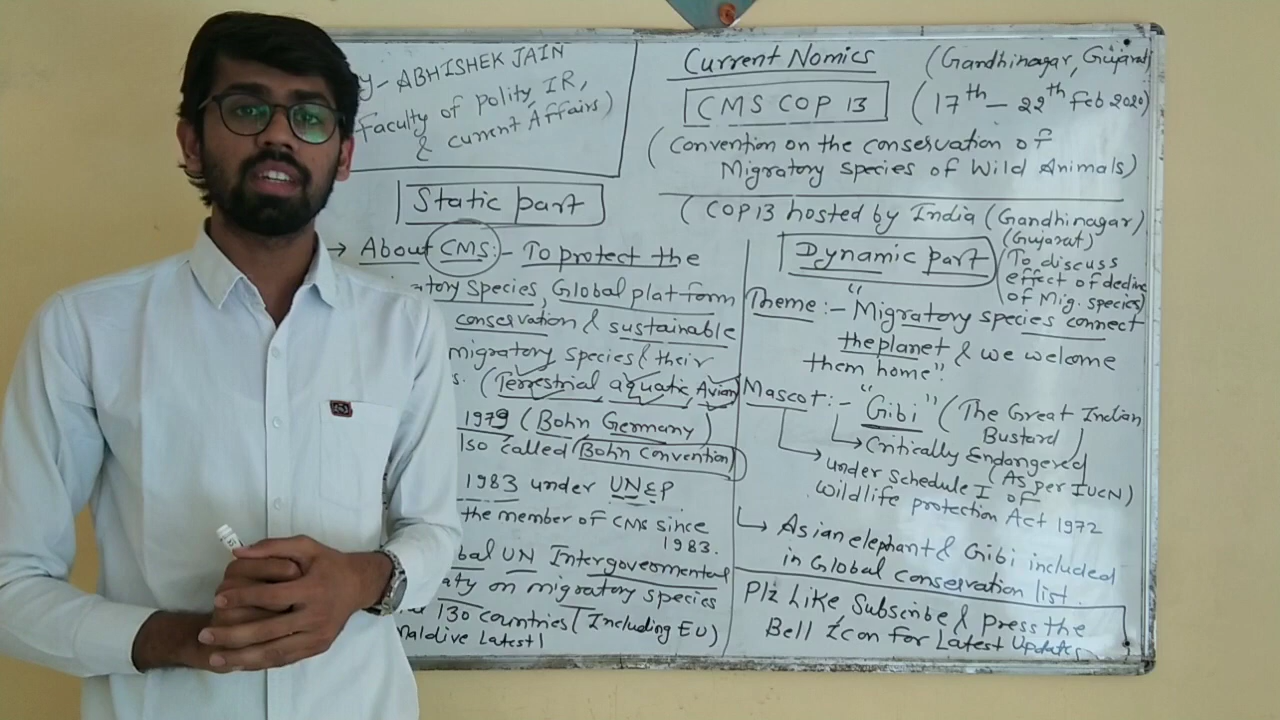 y- ABHISHEK JAIN
Faculty of polity, IR,
& current Affairs)
Current Nomics
(Gandhinagar, Gujarat)
CMS COP 13
(17th - 22th Feb 2020)
(Convention on the conservation of
Migratory species of Wild Animals)
(COP 13 hosted by India (Gandhinagar)
(Gujarat)
Static part
→ About CMS:- To protect the
atory species, Global platform
conservation & sustainable
migratory species & their
s. (Terrestrial aquatic, Avian)
1979 (Bohn Germany)
lso called (Bohn Convention)
1983 under UNEP
the member of CMS since
1983.
bal UN Intergovernmental
aty on migratory species
130 countries (Including EU)
Maldive Latest)
Dynamic part
(To discuss
effect of decline
of Mig. species)
Theme:- "Migratory species connect
the planet & we welcome
them home".
Mascot:- "Gibi" (The Great Indian
Bustard)
→ Critically Endangered
(As per IUCN)
→ under schedule I of
wildlife protection Act 1972
→ Asian elephant & Gibi included
in Global conservation list.
Plz Like Subscribe & press the
Bell Icon for Latest Updates